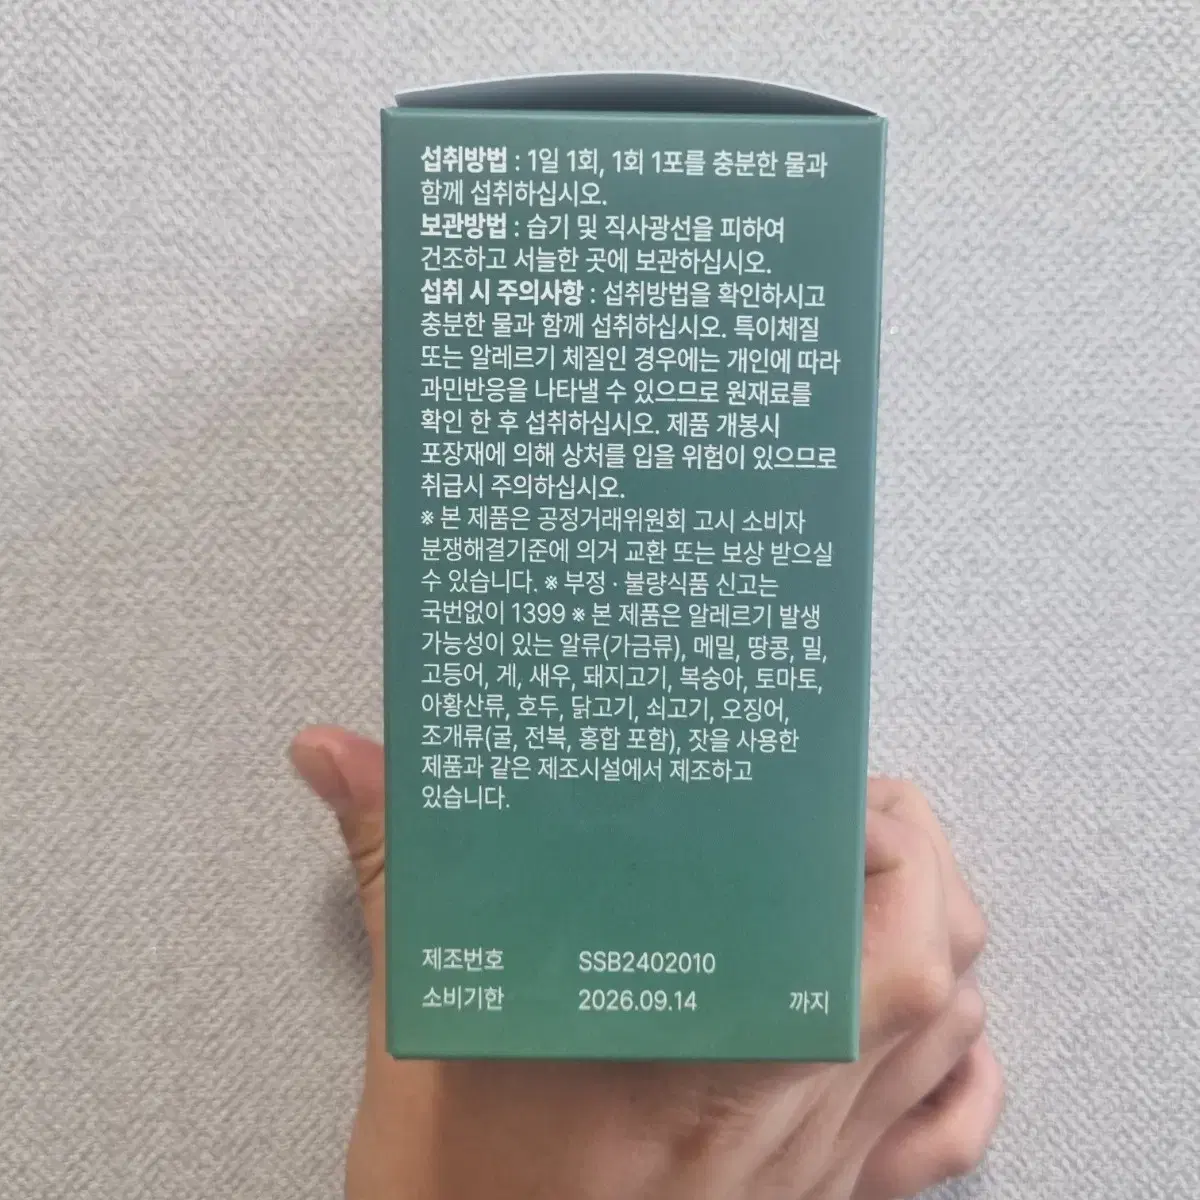 섭취방법 : 1일 1회, 1회 1포를 충분한 물과
함께 섭취하십시오.
보관방법 : 습기 및 직사광선을 피하여
건조하고 서늘한 곳에 보관하십시오.
섭취 시 주의사항 : 섭취방법을 확인하시고
충분한 물과 함께 섭취하십시오. 특이체질
또는 알레르기 체질인 경우에는 개인에 따라
과민반응을 나타낼 수 있으므로 원재료를
확인 한 후 섭취하십시오. 제품 개봉시
포장재에 의해 상처를 입을 위험이 있으므로
취급시 주의하십시오.
※ 본 제품은 공정거래위원회 고시 소비자
분쟁해결기준에 의거 교환 또는 보상 받으실
수 있습니다. ※ 부정 · 불량식품 신고는
국번없이 1399 ※ 본 제품은 알레르기 발생
가능성이 있는 알류(가금류), 메밀, 땅콩, 밀,
고등어, 게, 새우, 돼지고기, 복숭아, 토마토,
아황산류, 호두, 닭고기, 쇠고기, 오징어,
조개류(굴, 전복, 홍합 포함), 잣을 사용한
제품과 같은 제조시설에서 제조하고
있습니다.
제조번호 SSB2402010
소비기한 2026.09.14 까지